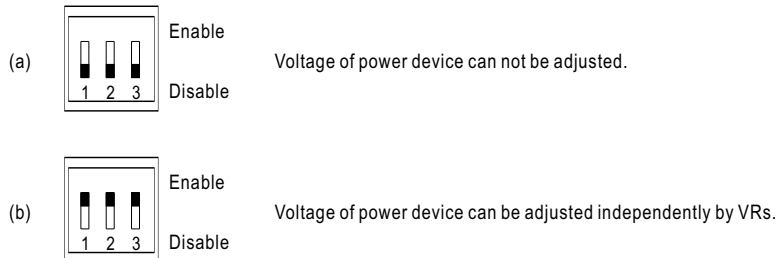 Enable
(a) Voltage of power device can not be adjusted.
1 2 3 Disable
Enable
(b) Voltage of power device can be adjusted independently by VRs.
1 2 3 Disable